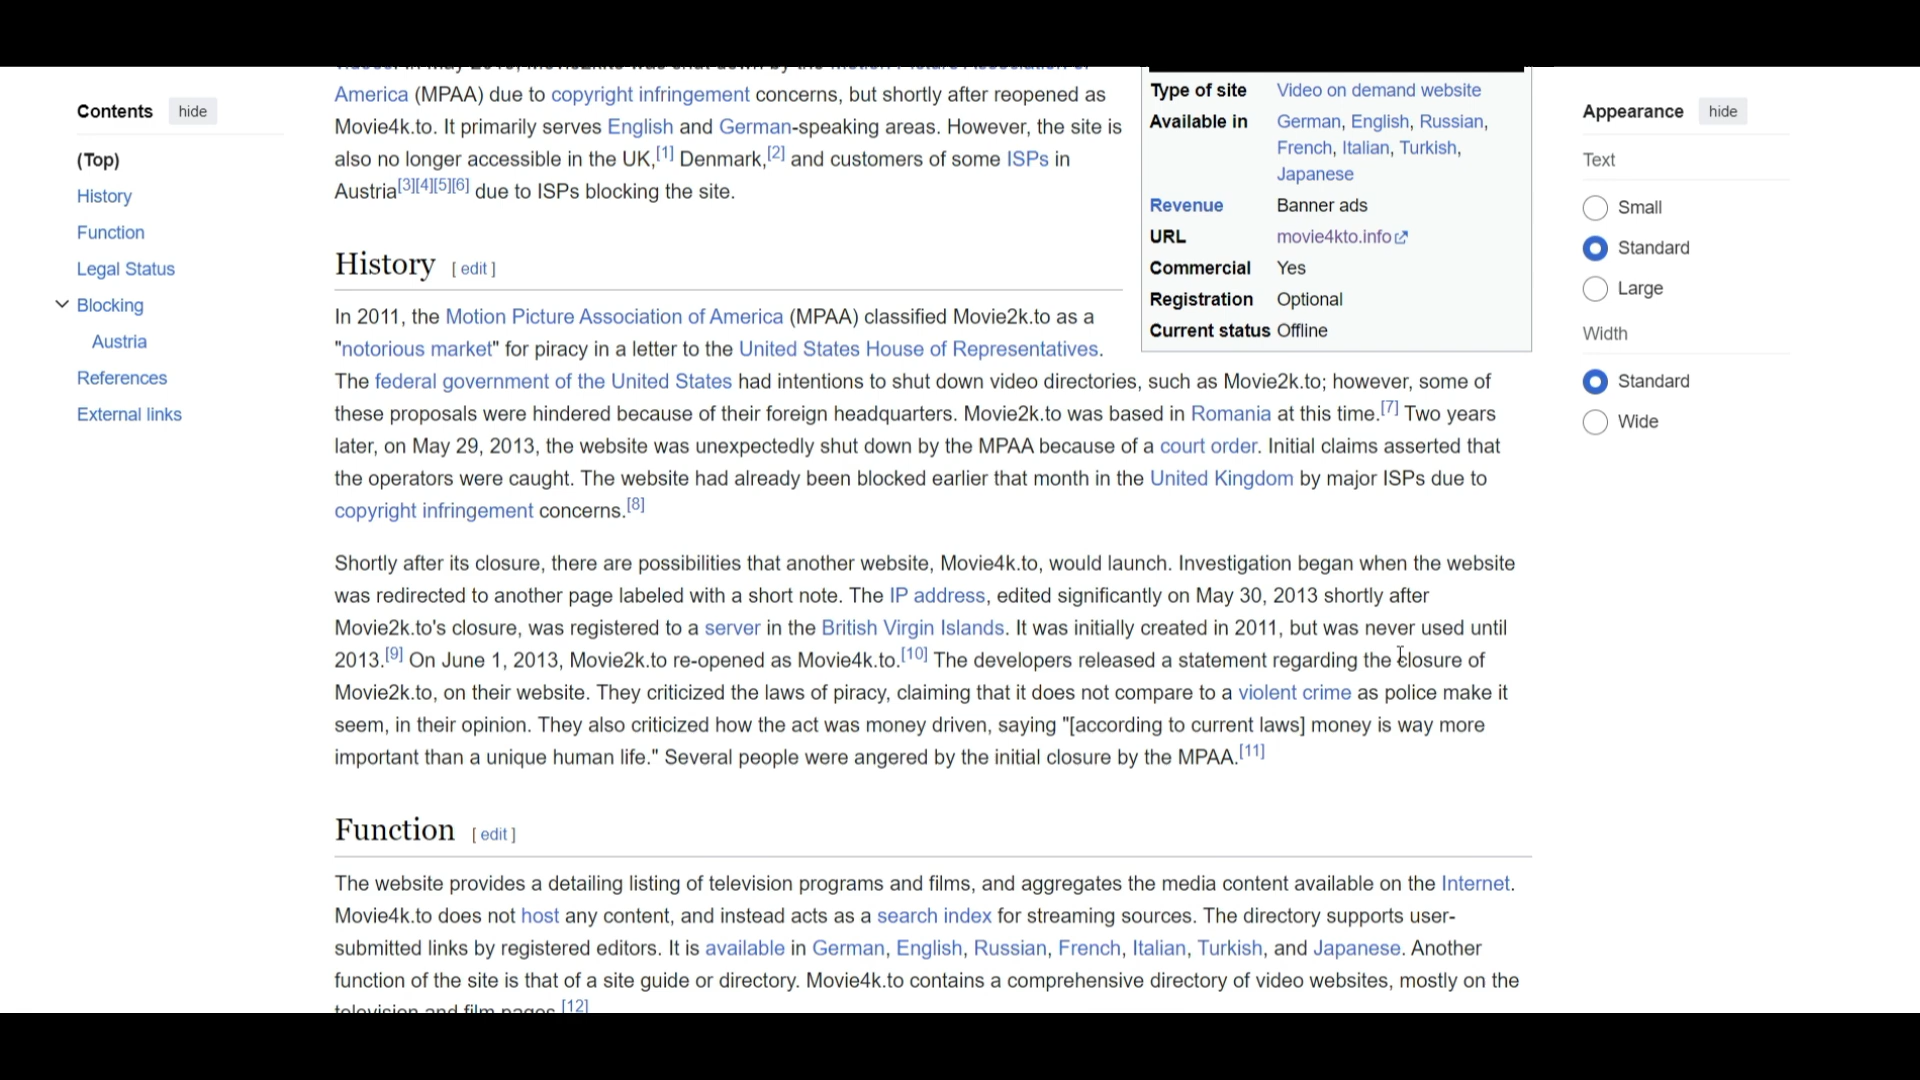 Contents hide
(Top)
History
Function
Legal Status
Blocking
Austria
References
External links
America (MPAA) due to copyright infringement concerns, but shortly after reopened as
Movie4k.to. It primarily serves English and German-speaking areas. However, the site is
also no longer accessible in the UK,[1] Denmark,[2] and customers of some ISPs in
Austria[3][4][5][6] due to ISPs blocking the site.
Type of site Video on demand website
Available in German, English, Russian,
French, Italian, Turkish,
Japanese
Revenue Banner ads
URL movie4kto.info
Commercial Yes
Registration Optional
Current status Offline
History [ edit ]
In 2011, the Motion Picture Association of America (MPAA) classified Movie2k.to as a
"notorious market" for piracy in a letter to the United States House of Representatives.
The federal government of the United States had intentions to shut down video directories, such as Movie2k.to; however, some of
these proposals were hindered because of their foreign headquarters. Movie2k.to was based in Romania at this time.[7] Two years
later, on May 29, 2013, the website was unexpectedly shut down by the MPAA because of a court order. Initial claims asserted that
the operators were caught. The website had already been blocked earlier that month in the United Kingdom by major ISPs due to
copyright infringement concerns.[8]
Shortly after its closure, there are possibilities that another website, Movie4k.to, would launch. Investigation began when the website
was redirected to another page labeled with a short note. The IP address, edited significantly on May 30, 2013 shortly after
Movie2k.to's closure, was registered to a server in the British Virgin Islands. It was initially created in 2011, but was never used until
2013.[9] On June 1, 2013, Movie2k.to re-opened as Movie4k.to.[10] The developers released a statement regarding the closure of
Movie2k.to, on their website. They criticized the laws of piracy, claiming that it does not compare to a violent crime as police make it
seem, in their opinion. They also criticized how the act was money driven, saying "[according to current laws] money is way more
important than a unique human life." Several people were angered by the initial closure by the MPAA.[11]
Function [ edit ]
The website provides a detailing listing of television programs and films, and aggregates the media content available on the Internet.
Movie4k.to does not host any content, and instead acts as a search index for streaming sources. The directory supports user-
submitted links by registered editors. It is available in German, English, Russian, French, Italian, Turkish, and Japanese. Another
function of the site is that of a site guide or directory. Movie4k.to contains a comprehensive directory of video websites, mostly on the
television and film pages.[12]
Appearance hide
Text
Small
Standard
Large
Width
Standard
Wide